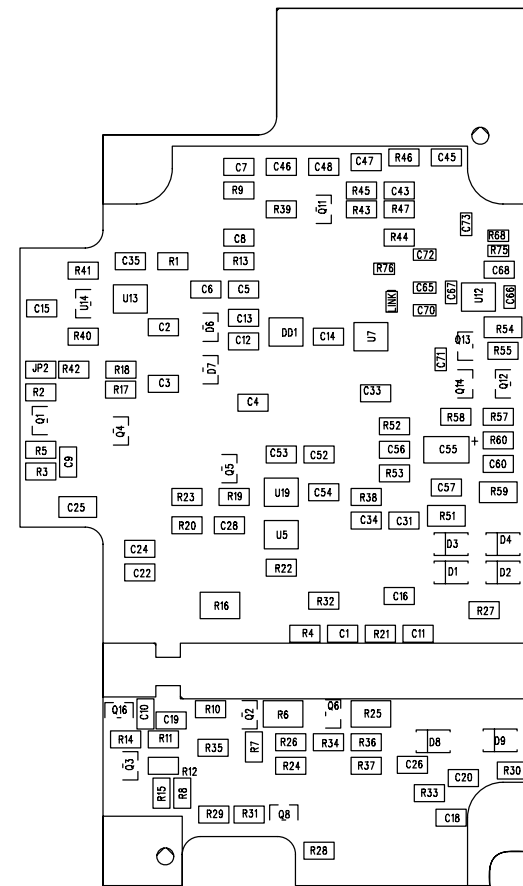 C7 C46 C48 C47 R46 C45
R9 R45 C43
R39 Q11 R43 R47
C73
C8 R44 R68
R75
C35 R1 R13 C72
R41 R76 C68
C6 C5 C65 C67
U14 U13 LINK U12 C66
C15 C70
C2 D6 C13
R40 C12 DD1 C14 U7 Q13 R54
R55
C71
JP2 R42 R18 D7
R2 R17 C3 C33 Q14 Q12
C4
Q1 Q4 R52 R58 R57
R5 C9 C53 C52 C56 C55 + R60
R3 Q5 R53 C60
R23 R19 U19 C54 R38 C57 R59
C25
R20 C28 U5 C34 C31 R51
C24 D3 D4
C22 R22 D1 D2
R16 R32 C16 R27
R4 C1 R21 C11
Q16 C10 C19 R10 Q2 R6 Q6 R25
R14 R11 R35 R7 R26 R34 R36 D8 D9
Q3 R12 R24 R37 C26 R30
C20
R15 R8 R33
R29 R31 Q8 C18
R28